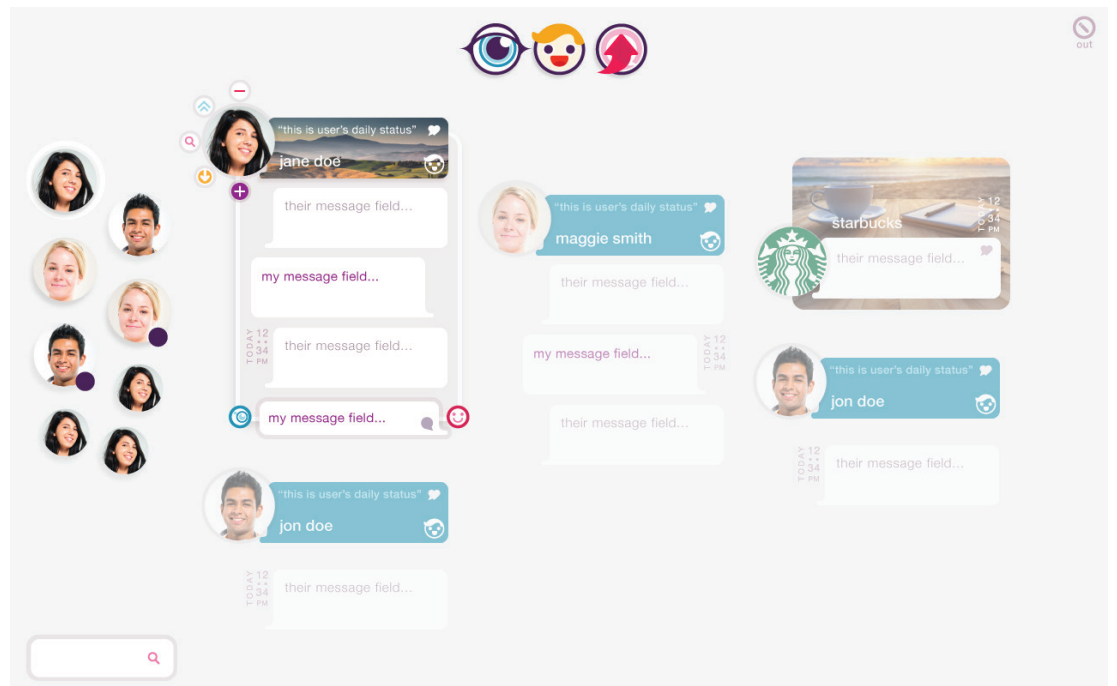 out
“this is user’s daily status”
jane doe
their message field...
my message field...
TODAY 12 34 PM
their message field...
my message field...
“this is user’s daily status”
jon doe
TODAY 12 34 PM
their message field...
“this is user’s daily status”
maggie smith
their message field...
my message field...
TODAY 12 34 PM
their message field...
starbucks
TODAY 12 34 PM
their message field...
“this is user’s daily status”
jon doe
TODAY 12 34 PM
their message field...